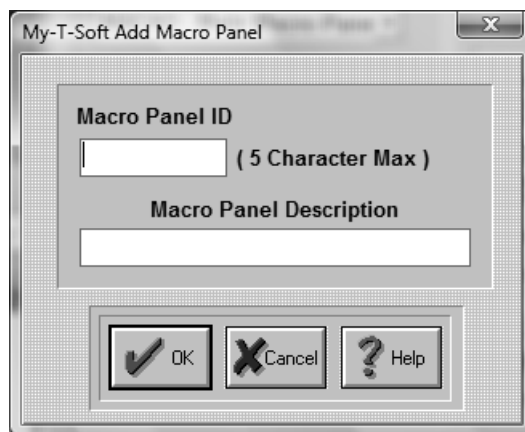 My-T-Soft Add Macro Panel
Macro Panel ID
( 5 Character Max )
Macro Panel Description
OK
Cancel
Help